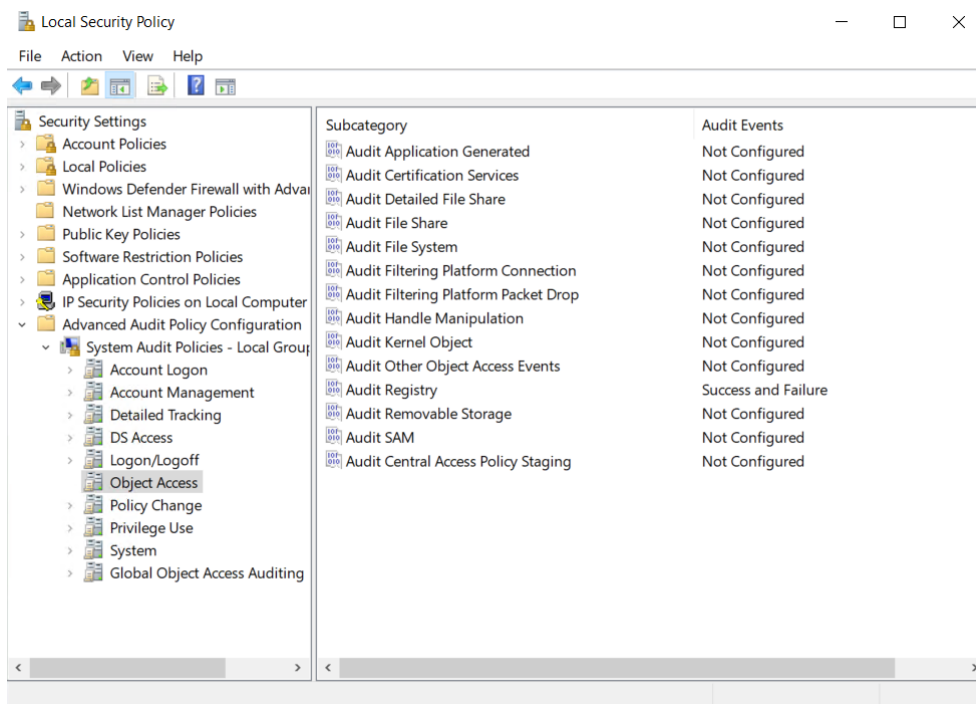 Local Security Policy
File Action View Help
Security Settings
Account Policies
Local Policies
Windows Defender Firewall with Advar
Network List Manager Policies
Public Key Policies
Software Restriction Policies
Application Control Policies
IP Security Policies on Local Computer
Advanced Audit Policy Configuration
System Audit Policies - Local Group
Account Logon
Account Management
Detailed Tracking
DS Access
Logon/Logoff
Object Access
Policy Change
Privilege Use
System
Global Object Access Auditing
Subcategory Audit Events
Audit Application Generated Not Configured
Audit Certification Services Not Configured
Audit Detailed File Share Not Configured
Audit File Share Not Configured
Audit File System Not Configured
Audit Filtering Platform Connection Not Configured
Audit Filtering Platform Packet Drop Not Configured
Audit Handle Manipulation Not Configured
Audit Kernel Object Not Configured
Audit Other Object Access Events Not Configured
Audit Registry Success and Failure
Audit Removable Storage Not Configured
Audit SAM Not Configured
Audit Central Access Policy Staging Not Configured